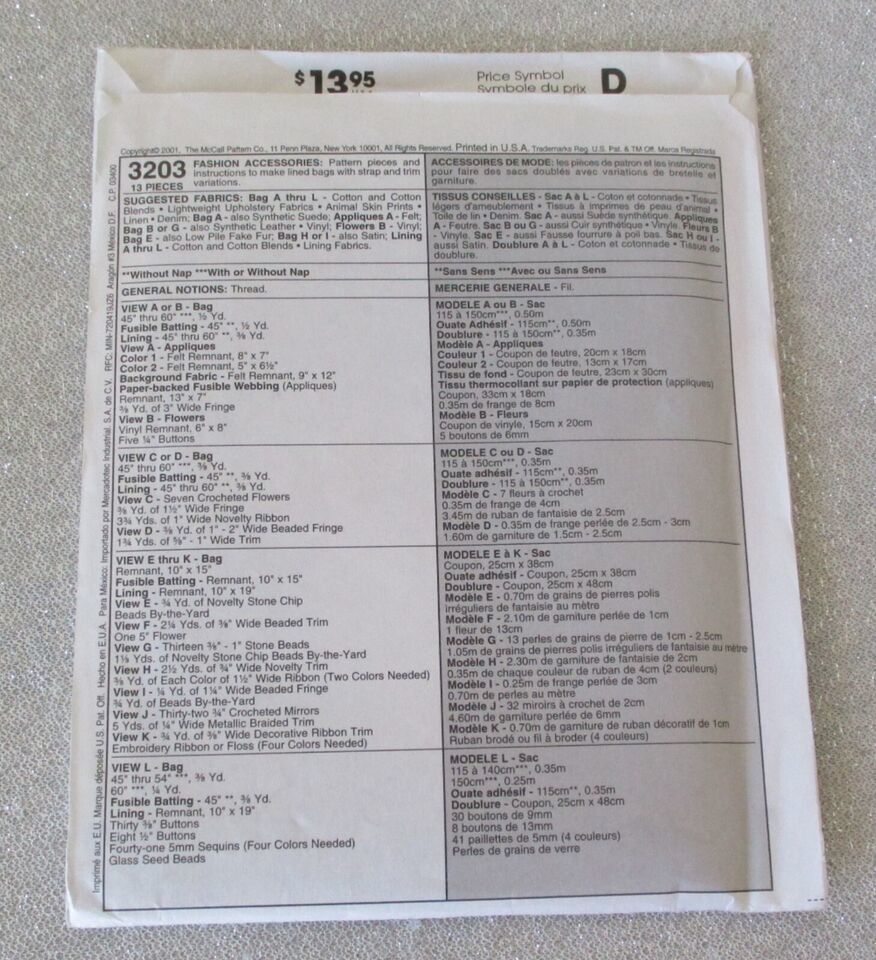 $13.95
Price Symbol D
Symbole du prix
Copyright© 2001, The McCall Pattern Co., 11 Penn Plaza, New York 10001, All Rights Reserved, Printed in U.S.A. Trademarks Reg. U.S. Pat. & TM Off. Marca Registrada
3203
13 PIECES
FASHION ACCESSORIES: Pattern pieces and
instructions to make lined bags with strap and trim
variations.
SUGGESTED FABRICS: Bag A thru L - Cotton and Cotton
Blends • Lightweight Upholstery Fabrics • Animal Skin Prints •
Linen • Denim; Bag A - also Synthetic Suede; Appliques A - Felt;
Bag B or G - also Synthetic Leather • Vinyl; Flowers B - Vinyl;
Bag E - also Low Pile Fake Fur; Bag H or I - also Satin; Lining
A thru L - Cotton and Cotton Blends • Lining Fabrics.
**Without Nap ***With or Without Nap
GENERAL NOTIONS: Thread.
VIEW A or B - Bag
45" thru 60" ***, ½ Yd.
Fusible Batting - 45" **, ½ Yd.
Lining - 45" thru 60" **, ⅜ Yd.
View A - Appliques
Color 1 - Felt Remnant, 8" x 7"
Color 2 - Felt Remnant, 5" x 6½"
Background Fabric - Felt Remnant, 9" x 12"
Paper-backed Fusible Webbing (Appliques)
Remnant, 13" x 7"
⅜ Yd. of 3" Wide Fringe
View B - Flowers
Vinyl Remnant, 6" x 8"
Five ¼" Buttons
VIEW C or D - Bag
45" thru 60" ***, ⅜ Yd.
Fusible Batting - 45" **, ⅜ Yd.
Lining - 45" thru 60" **, ⅜ Yd.
View C - Seven Crocheted Flowers
⅜ Yd. of 1½" Wide Fringe
3¾ Yds. of 1" Wide Novelty Ribbon
View D - ⅜ Yd. of 1" - 2" Wide Beaded Fringe
1¾ Yds. of ⅝" - 1" Wide Trim
VIEW E thru K - Bag
Remnant, 10" x 15"
Fusible Batting - Remnant, 10" x 15"
Lining - Remnant, 10" x 19"
View E - ¾ Yd. of Novelty Stone Chip
Beads By-the-Yard
View F - 2¼ Yds. of ⅜" Wide Beaded Trim
One 5" Flower
View G - Thirteen ⅜" - 1" Stone Beads
1⅛ Yds. of Novelty Stone Chip Beads By-the-Yard
View H - 2½ Yds. of ¾" Wide Novelty Trim
⅜ Yd. of Each Color of 1½" Wide Ribbon (Two Colors Needed)
View I - ¼ Yd. of 1¼" Wide Beaded Fringe
¾ Yd. of Beads By-the-Yard
View J - Thirty-two ¾" Crocheted Mirrors
5 Yds. of ¼" Wide Metallic Braided Trim
View K - ¾ Yd. of ⅜" Wide Decorative Ribbon Trim
Embroidery Ribbon or Floss (Four Colors Needed)
VIEW L - Bag
45" thru 54" ***, ⅜ Yd.
60" ***, ¼ Yd.
Fusible Batting - 45" **, ⅜ Yd.
Lining - Remnant, 10" x 19"
Thirty ⅜" Buttons
Eight ½" Buttons
Fourty-one 5mm Sequins (Four Colors Needed)
Glass Seed Beads
ACCESSOIRES DE MODE: les pièces de patron et les instructions
pour faire des sacs doublés avec variations de bretelle et
garniture.
TISSUS CONSEILLES - Sac A à L - Coton et cotonnade • Tissus
légers d'ameublement • Tissus à imprimes de peau d'animal •
Toile de lin • Denim. Sac A - aussi Suède synthétique. Appliques
A - Feutre. Sac B ou G - aussi Cuir synthétique • Vinyle. Fleurs B
- Vinyle. Sac E - aussi Fausse fourrure à poil bas. Sac H ou I -
aussi Satin. Doublure A à L - Coton et cotonnade • Tissus de
doublure.
**Sans Sens ***Avec ou Sans Sens
MERCERIE GENERALE - Fil.
MODELE A ou B - Sac
115 à 150cm***, 0.50m
Ouate Adhésif - 115cm**, 0.50m
Doublure - 115 à 150cm**, 0.35m
Modèle A - Appliques
Couleur 1 - Coupon de feutre, 20cm x 18cm
Couleur 2 - Coupon de feutre, 13cm x 17cm
Tissu de fond - Coupon de feutre, 23cm x 30cm
Tissu thermocollant sur papier de protection (appliques)
Coupon, 33cm x 18cm
0.35m de frange de 8cm
Modèle B - Fleurs
Coupon de vinyle, 15cm x 20cm
5 boutons de 6mm
MODELE C ou D - Sac
115 à 150cm***, 0.35m
Ouate adhésif - 115cm**, 0.35m
Doublure - 115 à 150cm**, 0.35m
Modèle C - 7 fleurs à crochet
0.35m de frange de 4cm
3.45m de ruban de fantaisie de 2.5cm
Modèle D - 0.35m de frange perlée de 2.5cm - 3cm
1.60m de garniture de 1.5cm - 2.5cm
MODELE E à K - Sac
Coupon, 25cm x 38cm
Ouate adhésif - Coupon, 25cm x 38cm
Doublure - Coupon, 25cm x 48cm
Modèle E - 0.70m de grains de pierres polis
irréguliers de fantaisie au mètre
Modèle F - 2.10m de garniture perlée de 1cm
1 fleur de 13cm
Modèle G - 13 perles de grains de pierre de 1cm - 2.5cm
1.05m de grains de pierres polis irréguliers de fantaisie au mètre
Modèle H - 2.30m de garniture de fantaisie de 2cm
0.35m de chaque couleur de ruban de 4cm (2 couleurs)
Modèle I - 0.25m de frange perlée de 3cm
0.70m de perles au mètre
Modèle J - 32 miroirs à crochet de 2cm
4.60m de garniture perlée de 6mm
Modèle K - 0.70m de garniture de ruban décoratif de 1cm
Ruban brodé ou fil à broder (4 couleurs)
MODELE L - Sac
115 à 140cm***, 0.35m
150cm***, 0.25m
Ouate adhésif - 115cm**, 0.35m
Doublure - Coupon, 25cm x 48cm
30 boutons de 9mm
8 boutons de 13mm
41 paillettes de 5mm (4 couleurs)
Perles de grains de verre
Imprimé aux E.U. Marque déposée U.S. Pat. Off. Hecho en E.U.A. Para México: Importado por Mercadotec Industrial, S.A. de C.V. RFC: MIN-720419JZ6 Aragón #3 México D.F. C.P. 03400